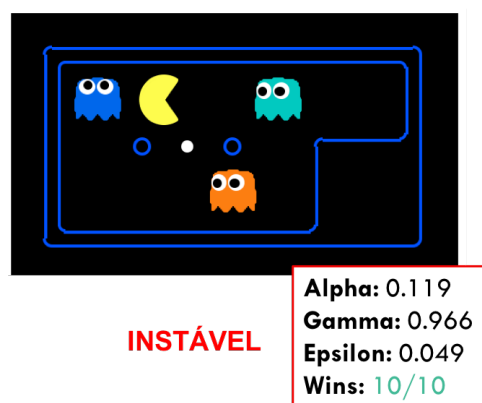 INSTÁVEL
Alpha: 0.119
Gamma: 0.966
Epsilon: 0.049
Wins: 10/10